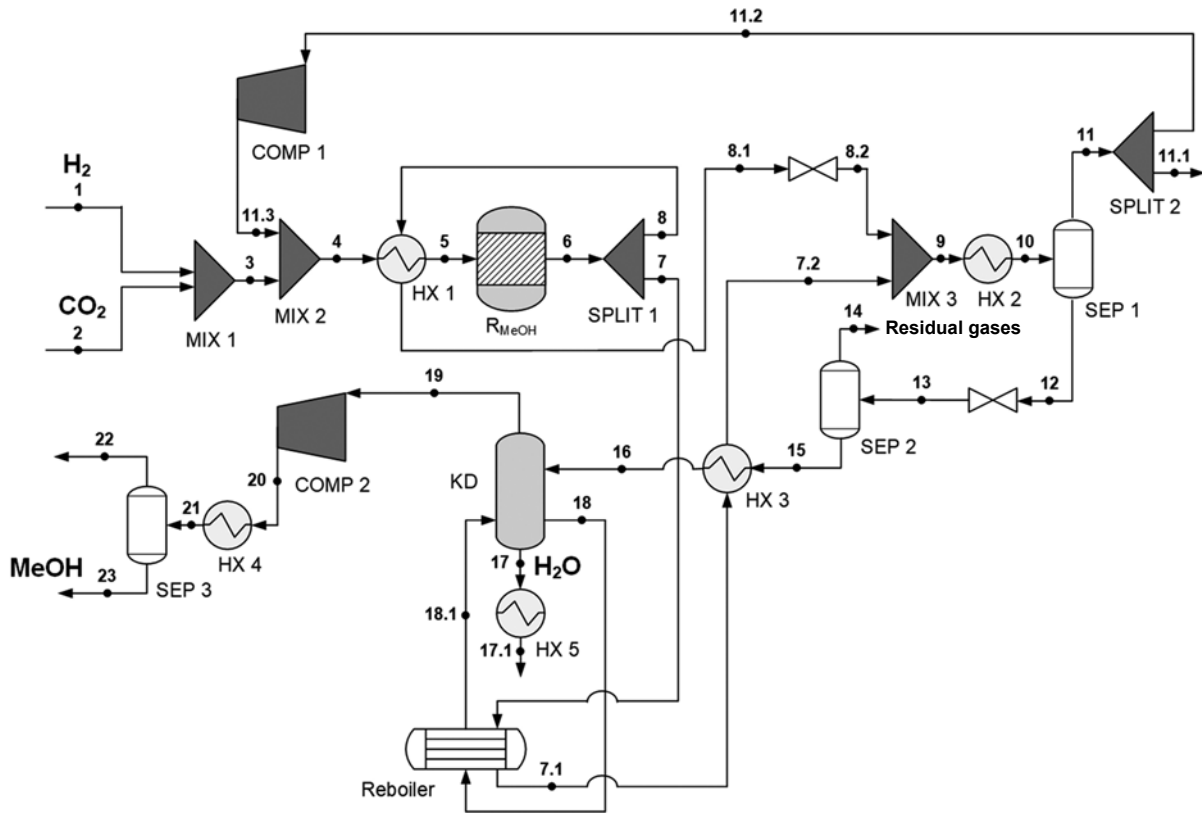 11.2
COMP 1
H2
1
11.3
8.1
8.2
11
11.1
SPLIT 2
8
4
5
6
7
3
9
10
HX 1
RMeOH
SPLIT 1
7.2
MIX 3
HX 2
SEP 1
CO2
2
MIX 1
MIX 2
14
Residual gases
19
13
12
SEP 2
22
20
COMP 2
KD
16
15
18
HX 3
21
HX 4
17
H2O
MeOH
23
SEP 3
18.1
HX 5
17.1
7.1
Reboiler